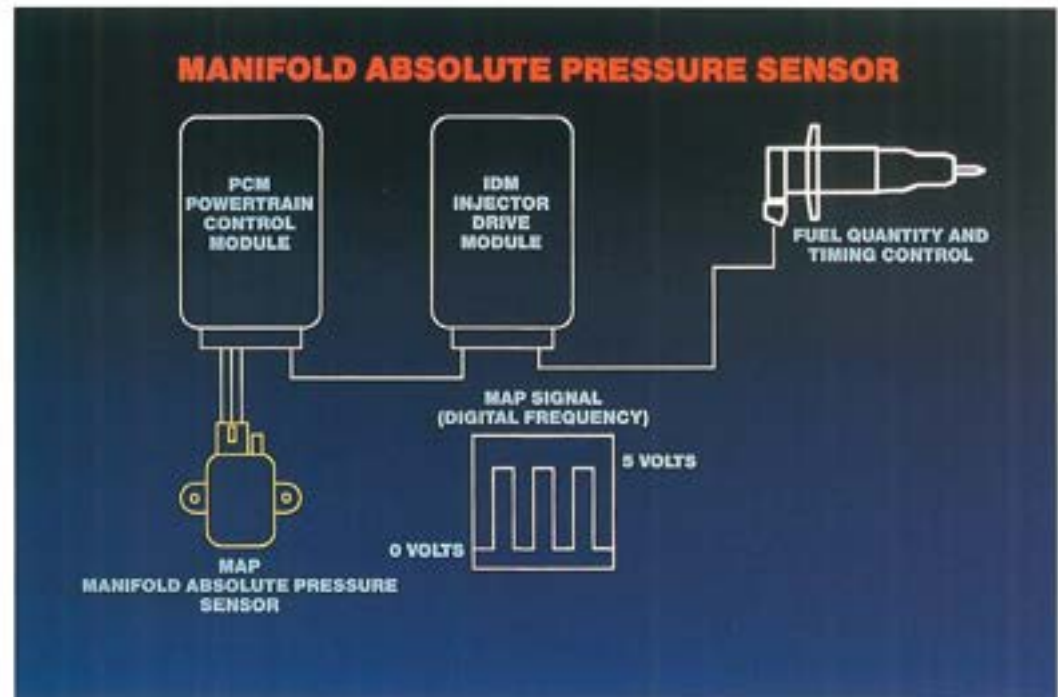 MANIFOLD ABSOLUTE PRESSURE SENSOR
PCM
POWERTRAIN
CONTROL
MODULE
IDM
INJECTOR
DRIVE
MODULE
FUEL QUANTITY AND
TIMING CONTROL
MAP SIGNAL
(DIGITAL FREQUENCY)
5 VOLTS
0 VOLTS
MAP
MANIFOLD ABSOLUTE PRESSURE
SENSOR